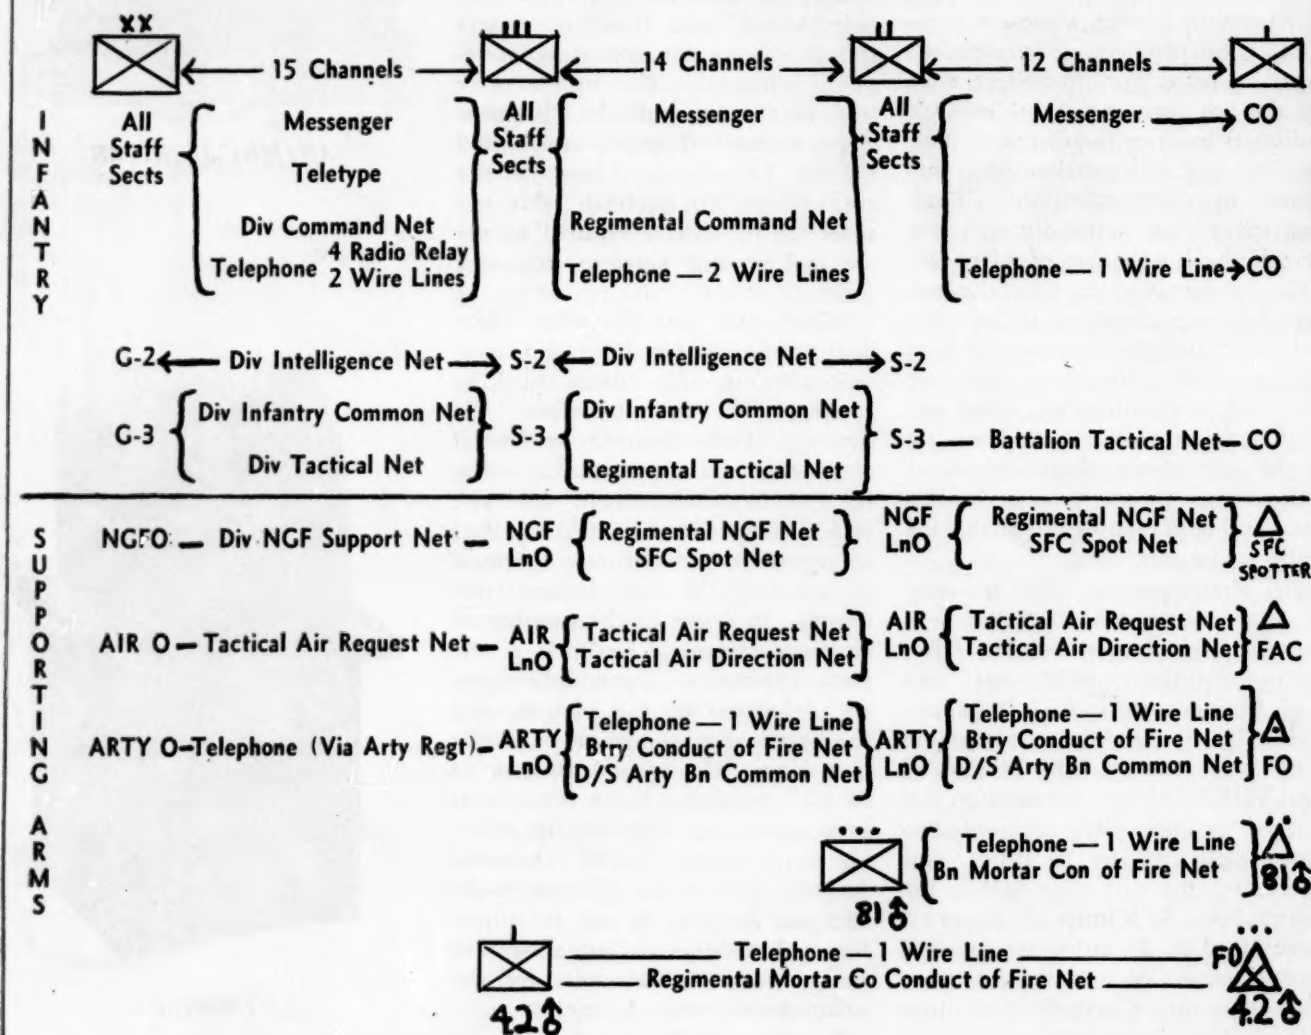 XX III II I
15 Channels 14 Channels 12 Channels
INFANTRY
All Staff Sects
Messenger
Teletype
Div Command Net
Telephone 4 Radio Relay
2 Wire Lines
All Staff Sects
Messenger
Regimental Command Net
Telephone — 2 Wire Lines
All Staff Sects
Messenger CO
Telephone — 1 Wire Line CO
G-2 Div Intelligence Net S-2 Div Intelligence Net S-2
G-3
Div Infantry Common Net
Div Tactical Net
S-3
Div Infantry Common Net
Regimental Tactical Net
S-3 — Battalion Tactical Net — CO
SUPPORTING ARMS
NGFO — Div NGF Support Net — NGF LnO
Regimental NGF Net
SFC Spot Net
NGF LnO
Regimental NGF Net
SFC Spot Net
SFC SPOTTER
AIR O — Tactical Air Request Net — AIR LnO
Tactical Air Request Net
Tactical Air Direction Net
AIR LnO
Tactical Air Request Net
Tactical Air Direction Net
FAC
ARTY O — Telephone (Via Arty Regt) — ARTY LnO
Telephone — 1 Wire Line
Btry Conduct of Fire Net
D/S Arty Bn Common Net
ARTY LnO
Telephone — 1 Wire Line
Btry Conduct of Fire Net
D/S Arty Bn Common Net
FO
81
Telephone — 1 Wire Line
Bn Mortar Con of Fire Net
81
4.2
Telephone — 1 Wire Line
Regimental Mortar Co Conduct of Fire Net
FO
4.2